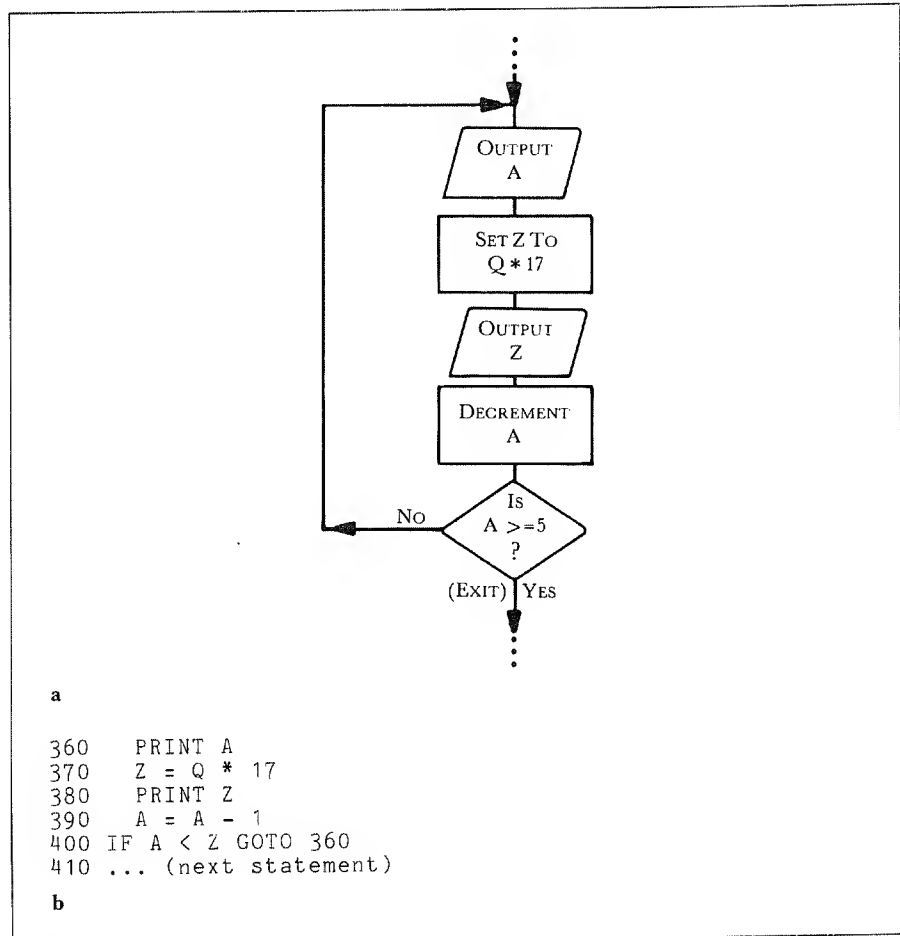 OUTPUT
A
SET Z TO
Q * 17
OUTPUT
Z
DECREMENT
A
IS
A >=5
?
NO
(EXIT) YES
a
360 PRINT A
370 Z = Q * 17
380 PRINT Z
390 A = A - 1
400 IF A < Z GOTO 360
410 ... (next statement)
b